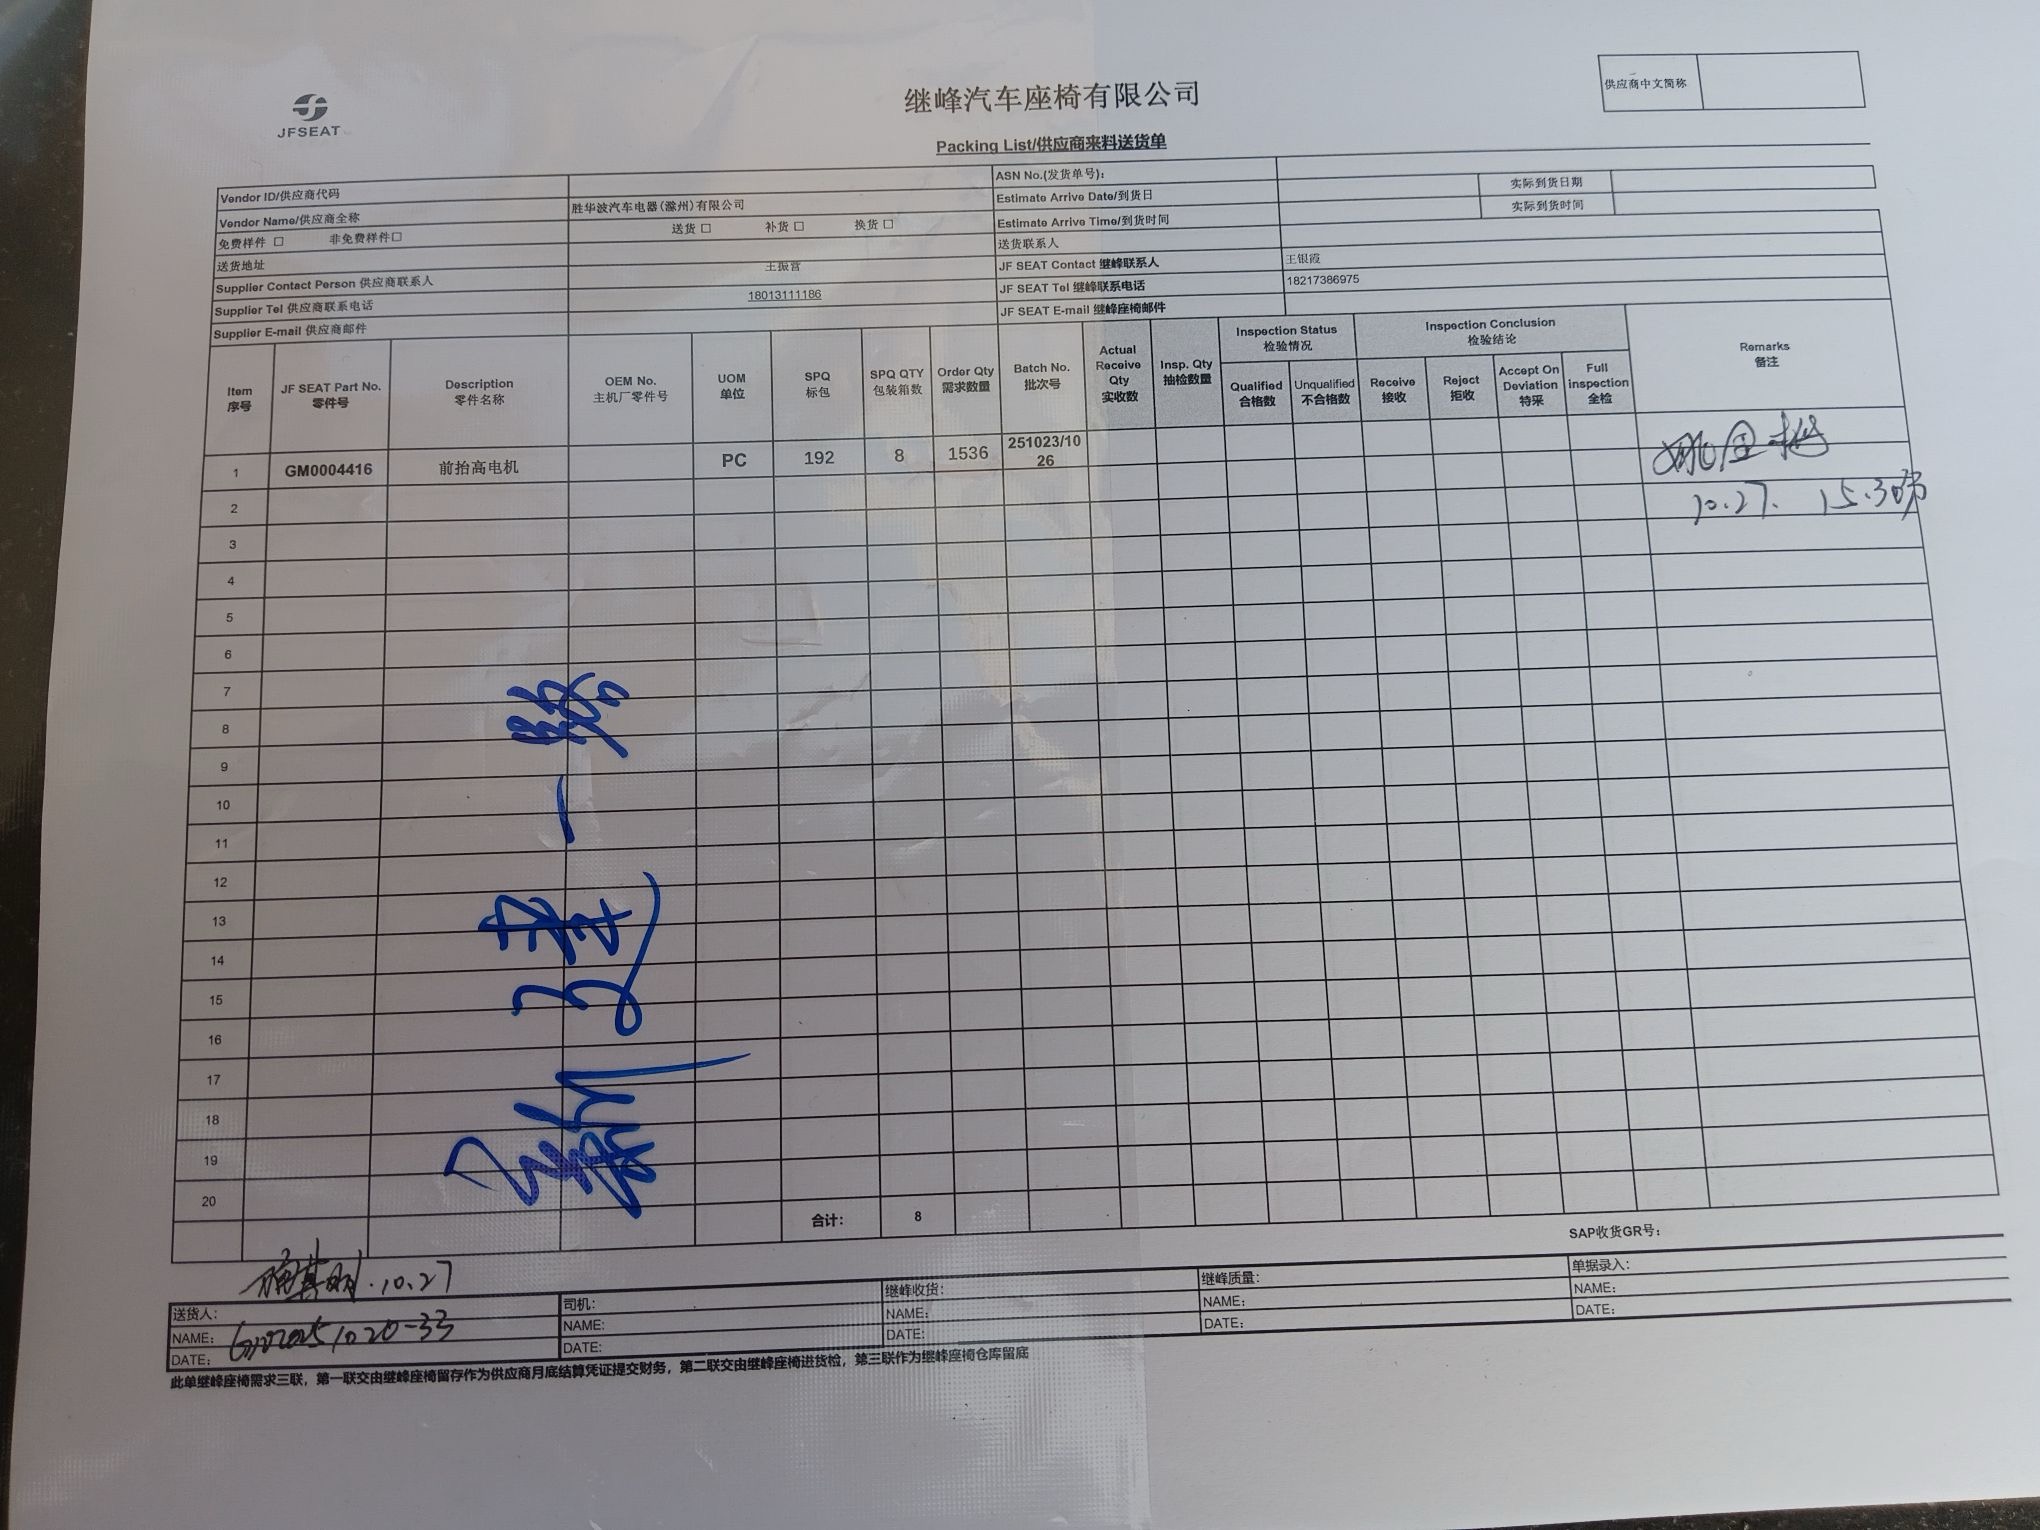 JFSEAT
继峰汽车座椅有限公司
供应商中文简称
Packing List/供应商来料送货单
Vendor ID/供应商代码
ASN No.(发货单号):
Vendor Name/供应商全称 胜华波汽车电器(滁州)有限公司
Estimate Arrive Date/到货日 实际到货日期
免费样件 □ 非免费样件□ 送货 □ 补货 □ 换货 □
Estimate Arrive Time/到货时间 实际到货时间
送货地址
送货联系人
Supplier Contact Person 供应商联系人 王振营
JF SEAT Contact 继峰联系人 王银霞
Supplier Tel 供应商联系电话 18013111186
JF SEAT Tel 继峰联系电话 18217386975
Supplier E-mail 供应商邮件
JF SEAT E-mail 继峰座椅邮件
Item 序号
JF SEAT Part No. 零件号
Description 零件名称
OEM No. 主机厂零件号
UOM 单位
SPQ 标包
SPQ QTY 包装箱数
Order Qty 需求数量
Batch No. 批次号
Actual Receive Qty 实收数
Insp. Qty 抽检数量
Inspection Status 检验情况
Qualified 合格数
Unqualified 不合格数
Inspection Conclusion 检验结论
Receive 接收
Reject 拒收
Accept On Deviation 特采
Full inspection 全检
Remarks 备注
1 GM0004416 前抬高电机 PC 192 8 1536 251023/1026
10.27. 15.30
2
3
4
5
6
7
8
9
10
11
12
13
14
15
16
17
18
19
20
合计: 8
SAP收货GR号:
10.27
送货人:
司机:
继峰收货:
继峰质量:
单据录入:
NAME: 20251020-33
NAME:
NAME:
NAME:
NAME:
DATE:
DATE:
DATE:
DATE:
DATE:
此单继峰座椅需求三联，第一联交由继峰座椅留存作为供应商月底结算凭证提交财务，第二联交由继峰座椅进货检，第三联作为继峰座椅仓库留底